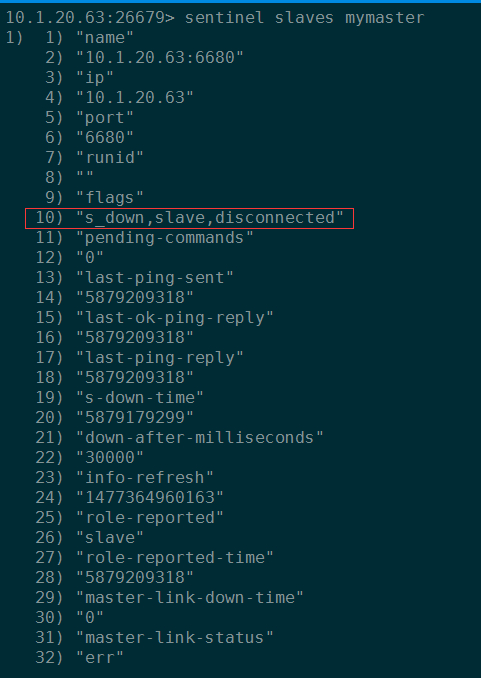 10.1.20.63:26679> sentinel slaves mymaster
1)  1) "name"
2) "10.1.20.63:6680"
3) "ip"
4) "10.1.20.63"
5) "port"
6) "6680"
7) "runid"
8) ""
9) "flags"
10) "s_down,slave,disconnected"
11) "pending-commands"
12) "0"
13) "last-ping-sent"
14) "5879209318"
15) "last-ok-ping-reply"
16) "5879209318"
17) "last-ping-reply"
18) "5879209318"
19) "s-down-time"
20) "5879179299"
21) "down-after-milliseconds"
22) "30000"
23) "info-refresh"
24) "1477364960163"
25) "role-reported"
26) "slave"
27) "role-reported-time"
28) "5879209318"
29) "master-link-down-time"
30) "0"
31) "master-link-status"
32) "err"